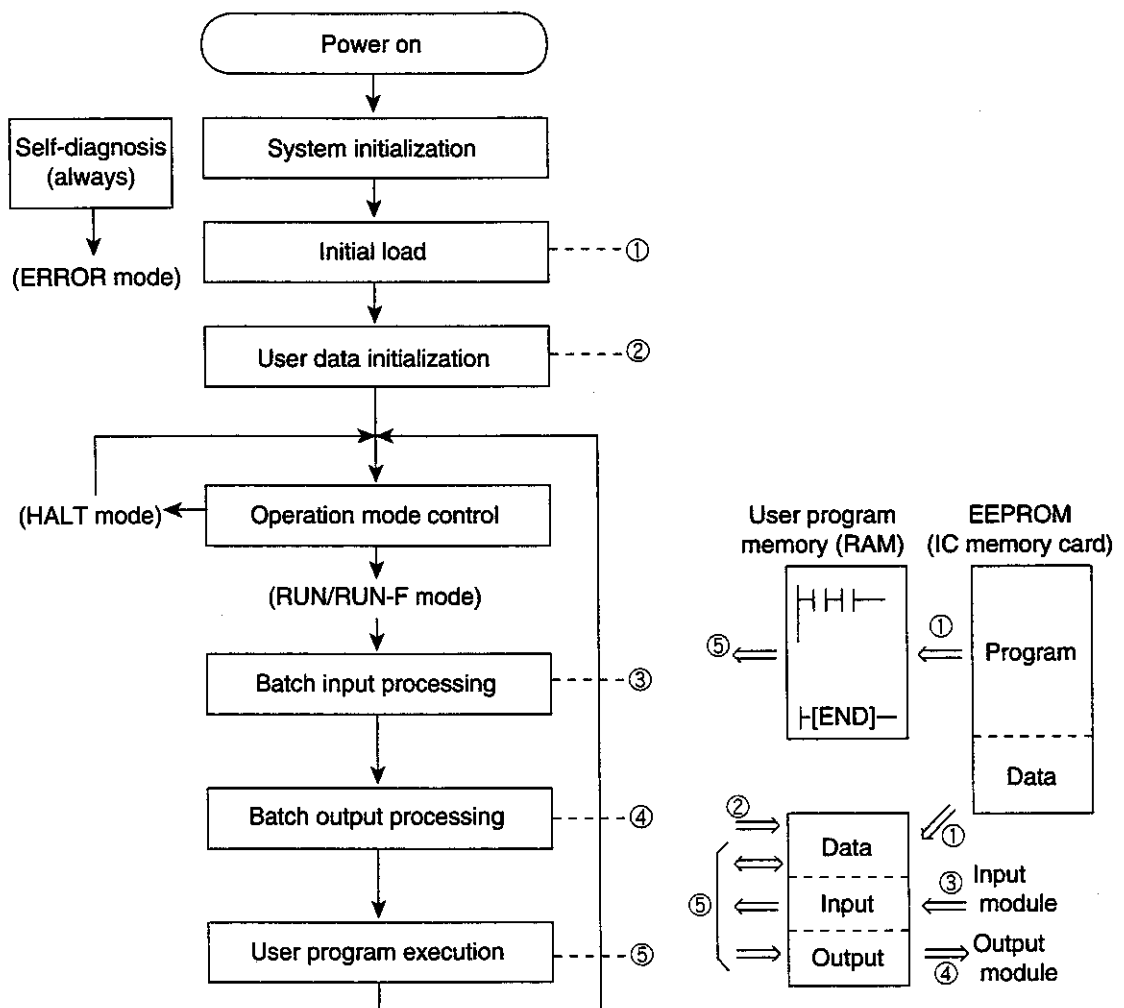 Power on
Self-diagnosis
(always)
(ERROR mode)
System initialization
Initial load
①
User data initialization
②
(HALT mode)
Operation mode control
(RUN/RUN-F mode)
Batch input processing
③
Batch output processing
④
User program execution
⑤
User program
memory (RAM)
EEPROM
(IC memory card)
⑤
[END]
①
Program
Data
②
⑤
Data
①
Input
③
Input
module
Output
④
Output
module